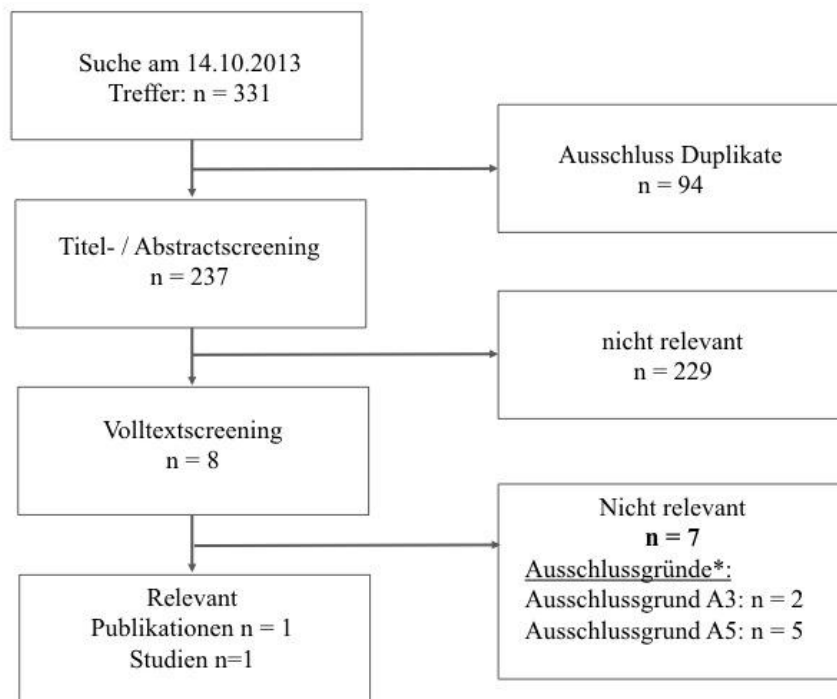 Suche am 14.10.2013
Treffer: n = 331
Ausschluss Duplikate
n = 94
Titel- / Abstractscreening
n = 237
nicht relevant
n = 229
Volltextscreening
n = 8
Nicht relevant
n = 7
Ausschlussgründe*:
Ausschlussgrund A3: n = 2
Ausschlussgrund A5: n = 5
Relevant
Publikationen n = 1
Studien n=1